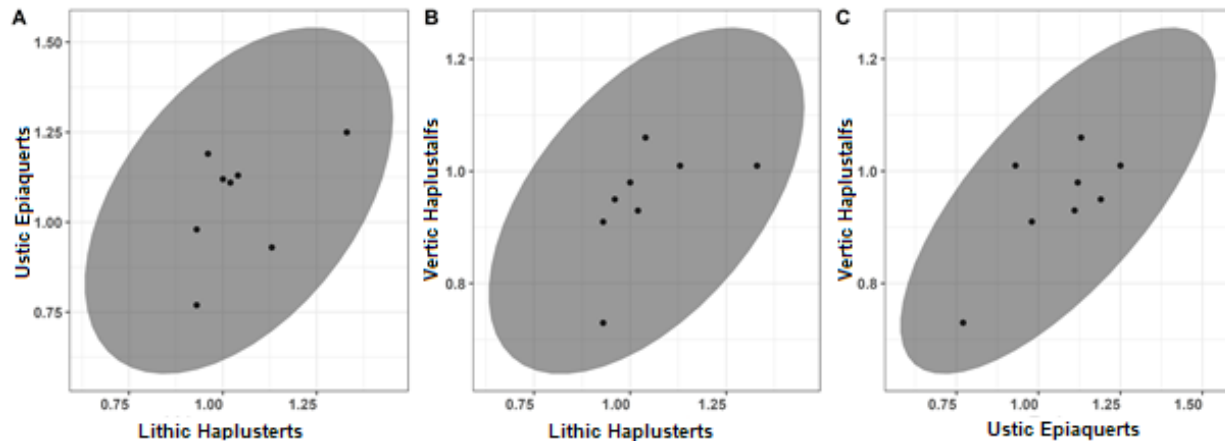 A
B
C
1.50
1.25
1.00
0.75
Ustic Epiaquerts
0.75 1.00 1.25
Lithic Haplusterts
1.2
1.0
0.8
Vertic Haplustalfs
0.75 1.00 1.25
Lithic Haplusterts
1.2
1.0
0.8
Vertic Haplustalfs
0.75 1.00 1.25 1.50
Ustic Epiaquerts